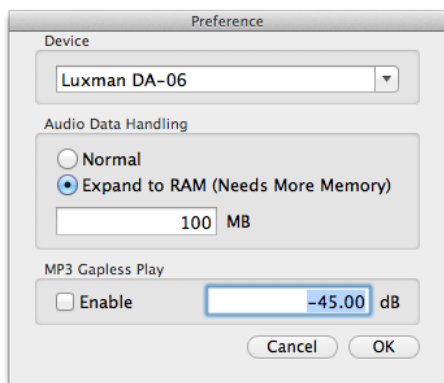 Preference
Device
Luxman DA-06
Audio Data Handling
Normal
Expand to RAM (Needs More Memory)
100 MB
MP3 Gapless Play
Enable -45.00 dB
Cancel OK